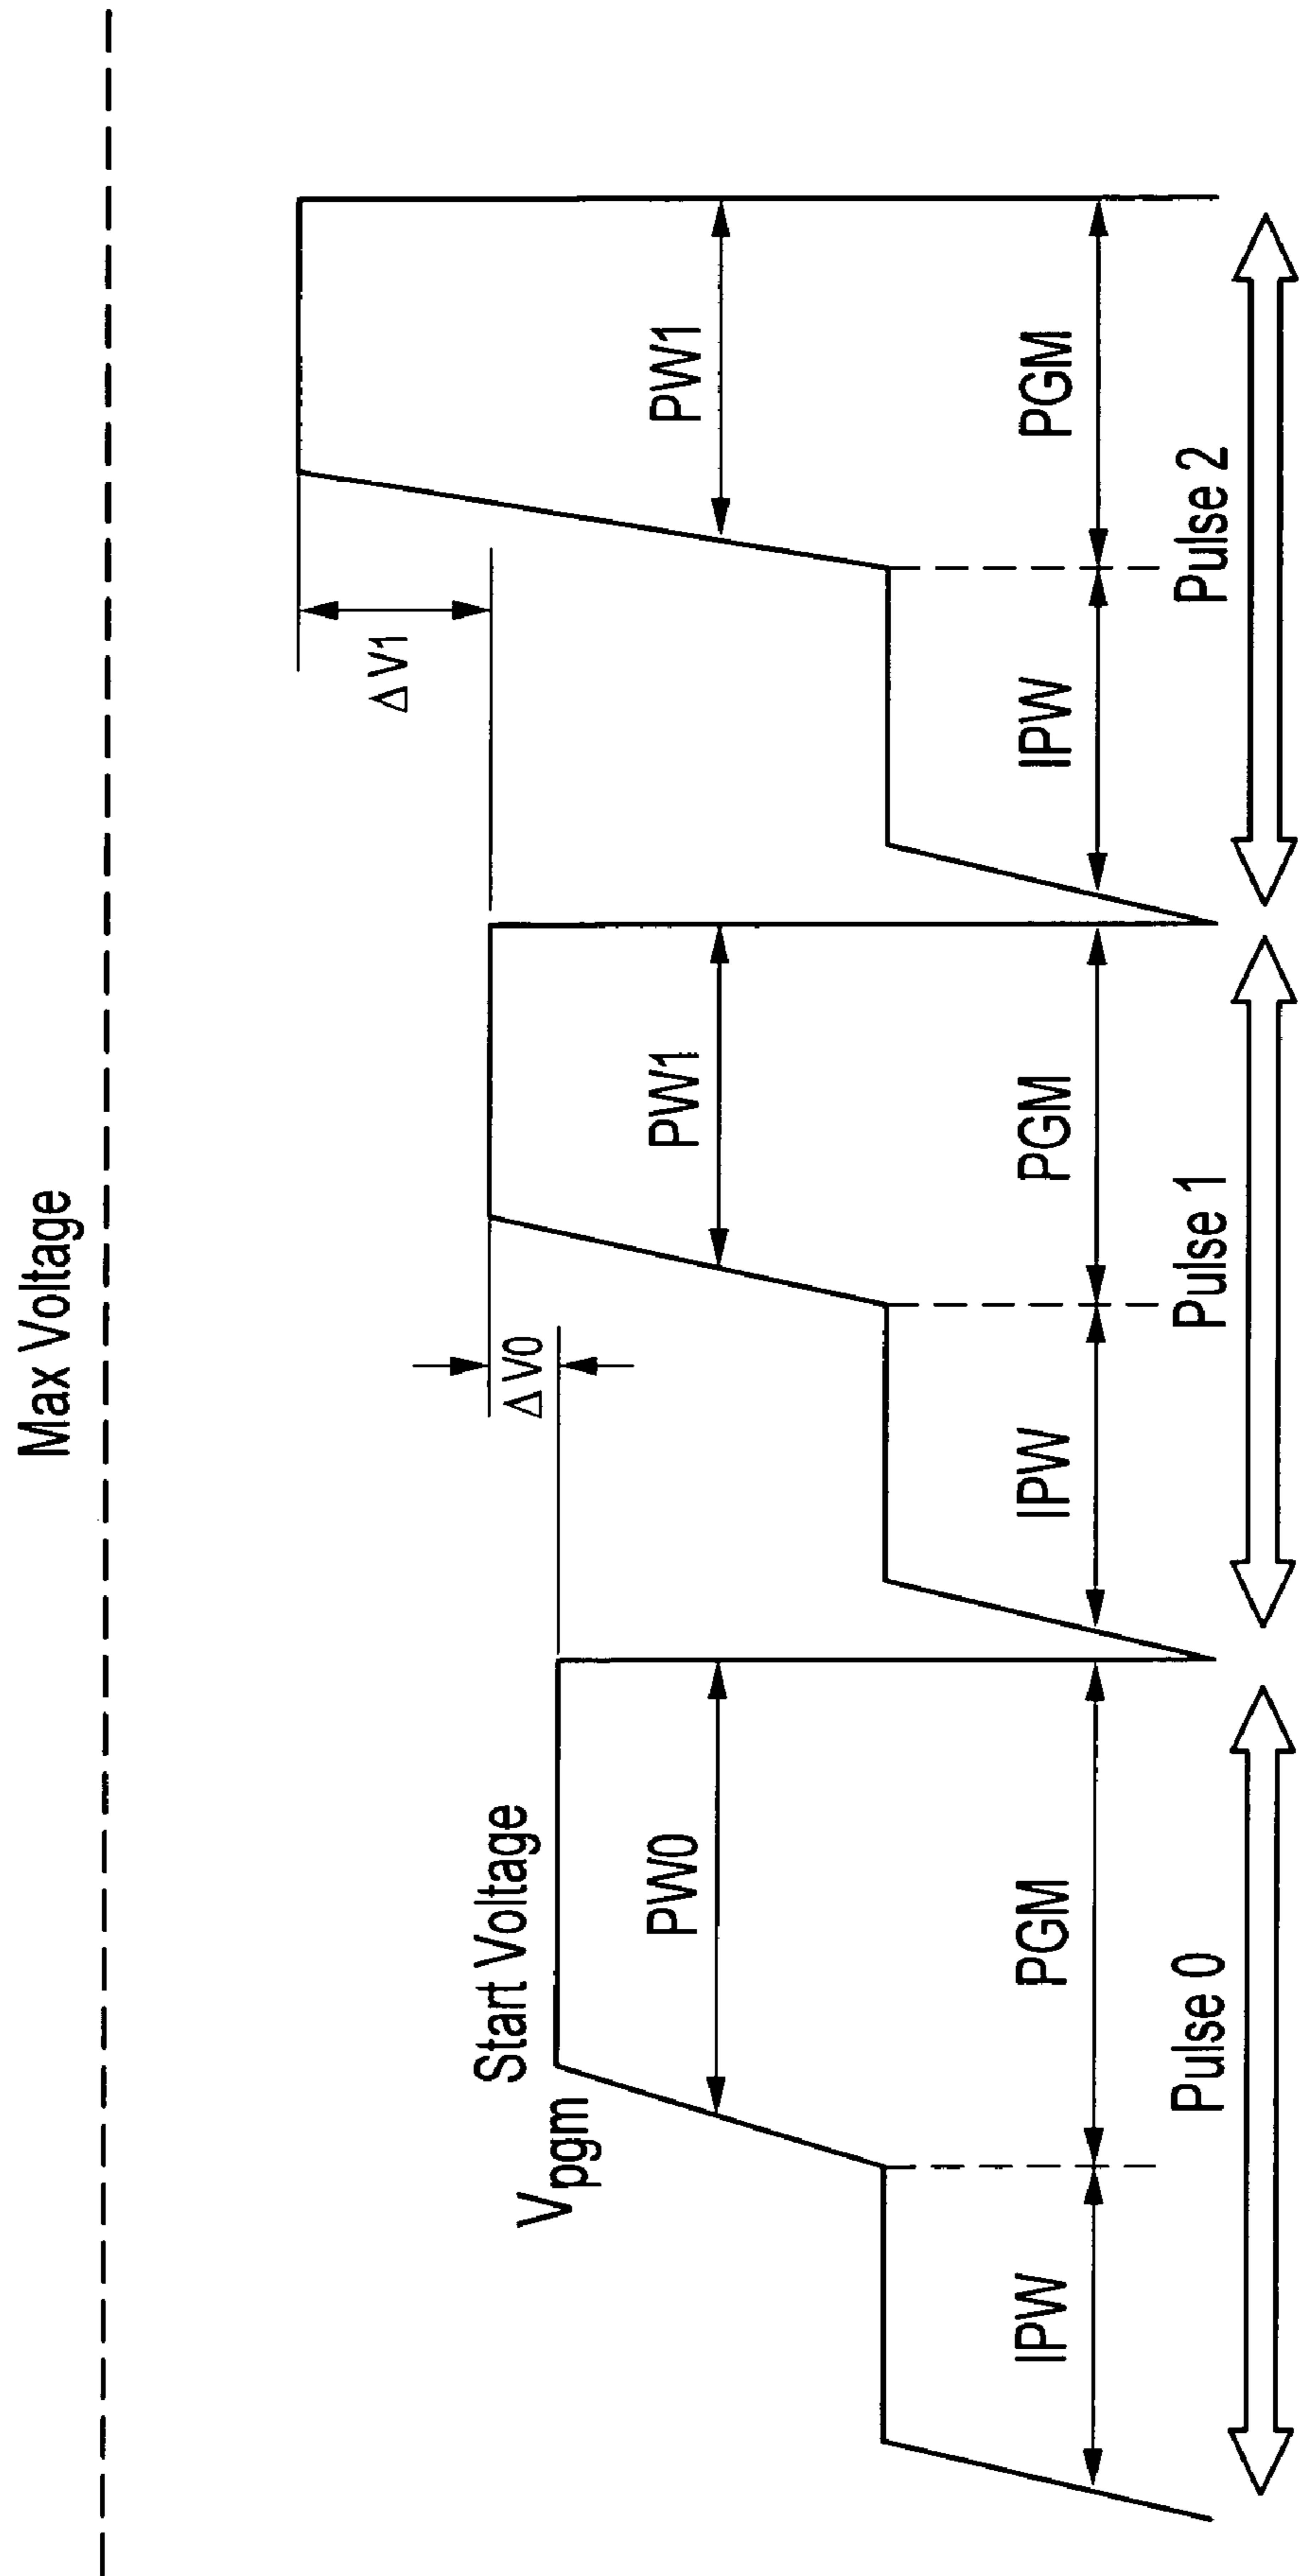 Max Voltage
Start Voltage
Vpgm
ΔV0
ΔV1
PW0
PW1
PW1
IPW
PGM
IPW
PGM
IPW
PGM
Pulse 0
Pulse 1
Pulse 2